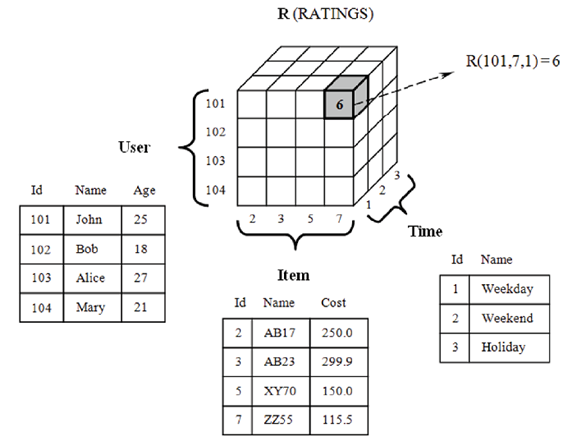 R (RATINGS)
R(101,7,1) = 6
101
6
102
User
103
104
3
2
1
2 3 5 7
Time
Id Name Age
101 John 25
102 Bob 18
103 Alice 27
104 Mary 21
Item
Id Name Cost
2 AB17 250.0
3 AB23 299.9
5 XY70 150.0
7 ZZ55 115.5
Id Name
1 Weekday
2 Weekend
3 Holiday